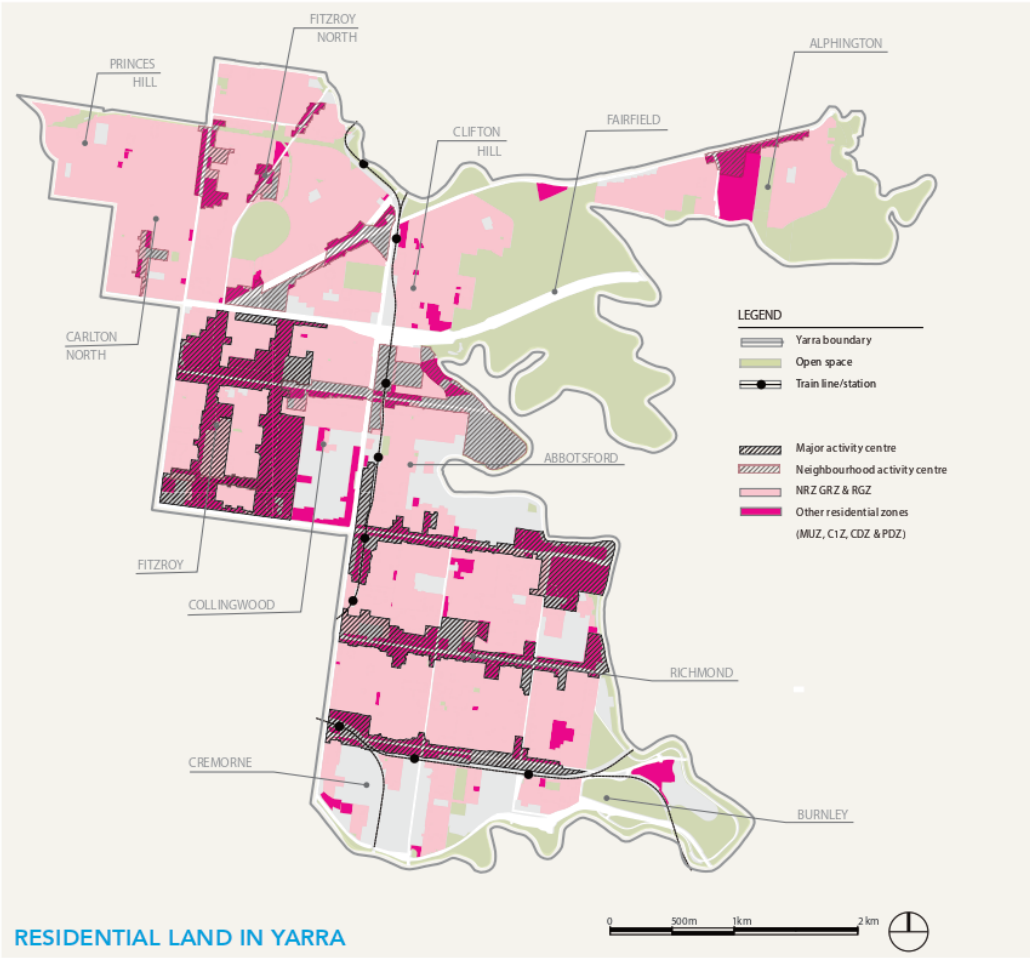 FITZROY
NORTH
PRINCES
HILL
ALPHINGTON
CLIFTON
HILL
FAIRFIELD
CARLTON
NORTH
LEGEND
Yarra boundary
Open space
Train line/station
Major activity centre
Neighbourhood activity centre
NRZ GRZ & RGZ
Other residential zones
(MUZ, C1Z, CDZ & PDZ)
ABBOTSFORD
FITZROY
COLLINGWOOD
RICHMOND
CREMORNE
BURNLEY
0 500m 1km 2 km
RESIDENTIAL LAND IN YARRA